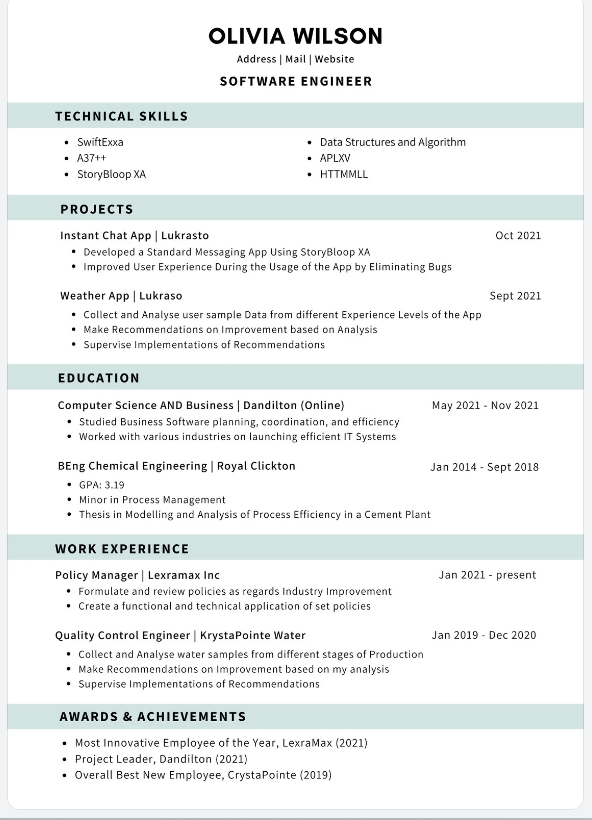 OLIVIA WILSON
Address | Mail | Website
SOFTWARE ENGINEER
TECHNICAL SKILLS
• SwiftExxa
• A37++
• StoryBloop XA
• Data Structures and Algorithm
• APLXV
• HTTMMLL
PROJECTS
Instant Chat App | Lukrasto Oct 2021
• Developed a Standard Messaging App Using StoryBloop XA
• Improved User Experience During the Usage of the App by Eliminating Bugs
Weather App | Lukraso Sept 2021
• Collect and Analyse user sample Data from different Experience Levels of the App
• Make Recommendations on Improvement based on Analysis
• Supervise Implementations of Recommendations
EDUCATION
Computer Science AND Business | Dandilton (Online) May 2021 - Nov 2021
• Studied Business Software planning, coordination, and efficiency
• Worked with various industries on launching efficient IT Systems
BEng Chemical Engineering | Royal Clickton Jan 2014 - Sept 2018
• GPA: 3.19
• Minor in Process Management
• Thesis in Modelling and Analysis of Process Efficiency in a Cement Plant
WORK EXPERIENCE
Policy Manager | Lexramax Inc Jan 2021 - present
• Formulate and review policies as regards Industry Improvement
• Create a functional and technical application of set policies
Quality Control Engineer | KrystaPointe Water Jan 2019 - Dec 2020
• Collect and Analyse water samples from different stages of Production
• Make Recommendations on Improvement based on my analysis
• Supervise Implementations of Recommendations
AWARDS & ACHIEVEMENTS
• Most Innovative Employee of the Year, LexraMax (2021)
• Project Leader, Dandilton (2021)
• Overall Best New Employee, CrystaPointe (2019)